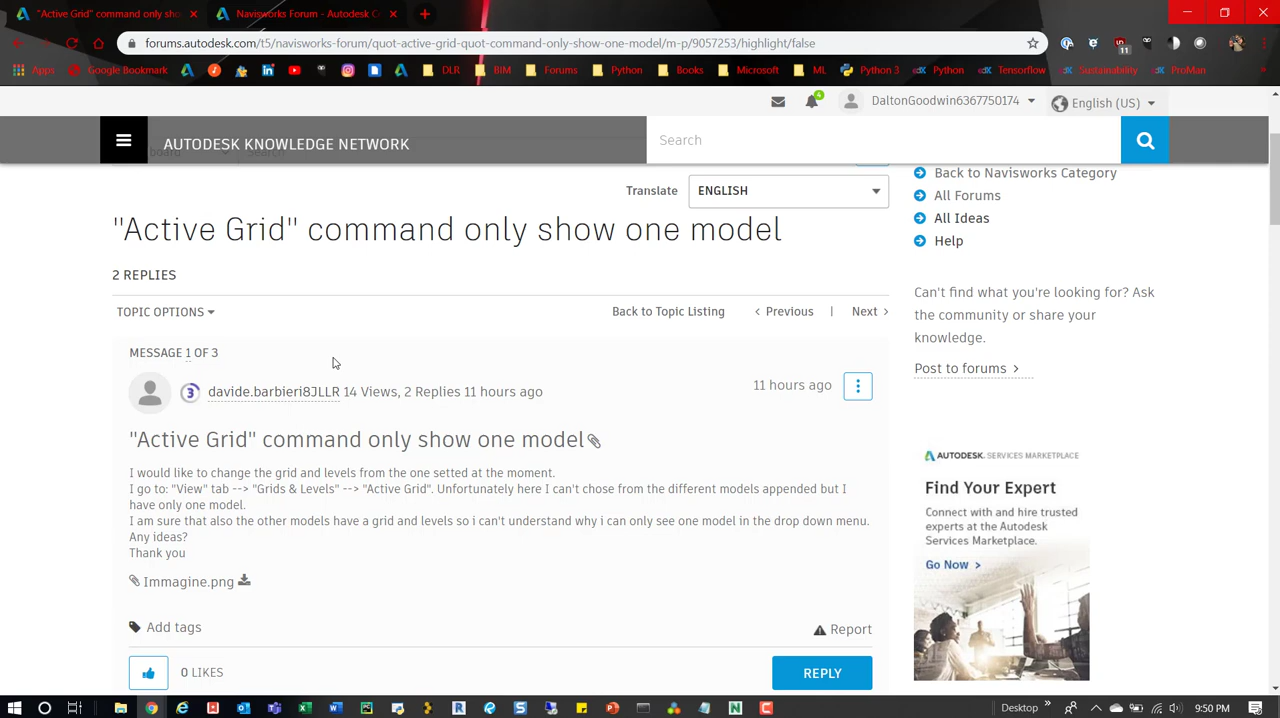 "Active Grid" command only sho
Navisworks Forum - Autodesk C
forums.autodesk.com/t5/navisworks-forum/quot-active-grid-quot-command-only-show-one-model/m-p/9057253/highlight/false
Apps
Google Bookmark
DLR
BIM
Forums
Python
Books
Microsoft
ML
Python 3
Python
Tensorflow
Sustainability
ProMan
11
4
DaltonGoodwin6367750174
English (US)
AUTODESK KNOWLEDGE NETWORK
Search
Translate
ENGLISH
"Active Grid" command only show one model
2 REPLIES
TOPIC OPTIONS
Back to Topic Listing
< Previous
|
Next >
MESSAGE 1 OF 3
3
davide.barbieri8JLLR 14 Views, 2 Replies 11 hours ago
11 hours ago
"Active Grid" command only show one model
I would like to change the grid and levels from the one setted at the moment.
I go to: "View" tab --> "Grids & Levels" --> "Active Grid". Unfortunately here I can't chose from the different models appended but I
have only one model.
I am sure that also the other models have a grid and levels so i can't understand why i can only see one model in the drop down menu.
Any ideas?
Thank you
Immagine.png
Add tags
Report
0 LIKES
REPLY
Back to Navisworks Category
All Forums
All Ideas
Help
Can't find what you're looking for? Ask
the community or share your
knowledge.
Post to forums >
AUTODESK. SERVICES MARKETPLACE
Find Your Expert
Connect with and hire trusted
experts at the Autodesk
Services Marketplace.
Go Now >
Desktop
9:50 PM